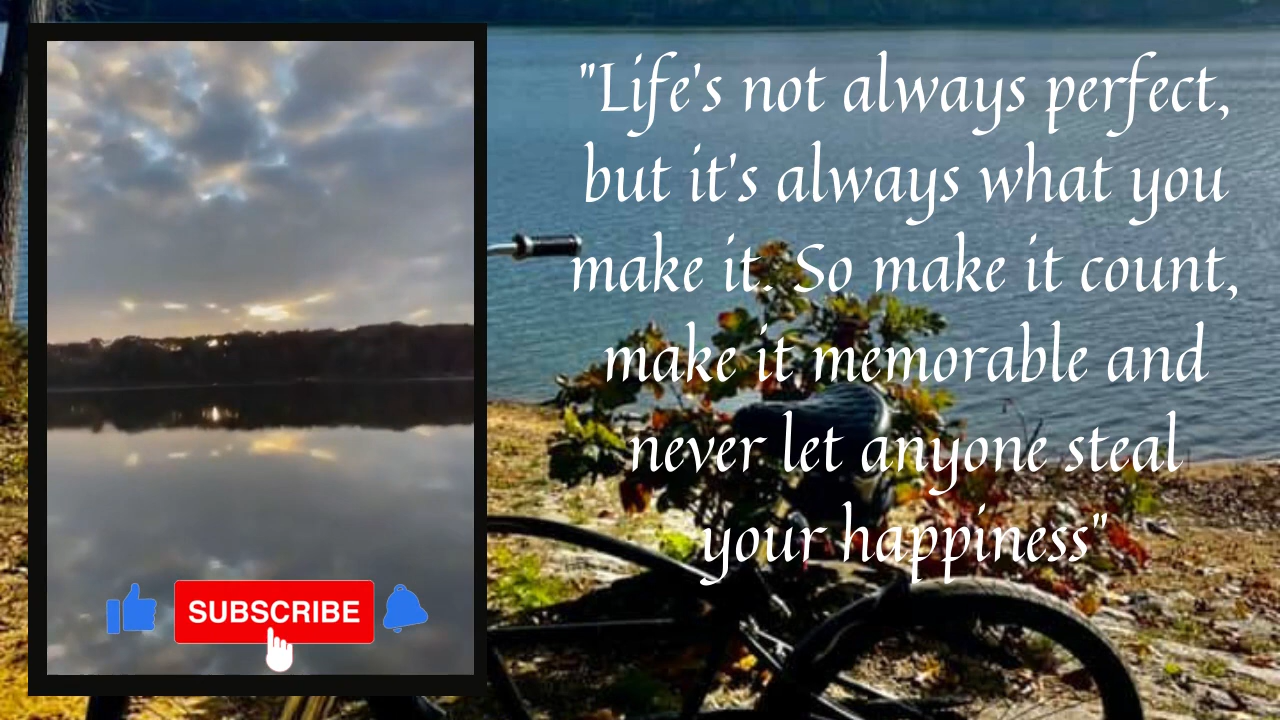 "Life's not always perfect,
but it's always what you
make it. So make it count,
make it memorable and
never let anyone steal
your happiness"
SUBSCRIBE